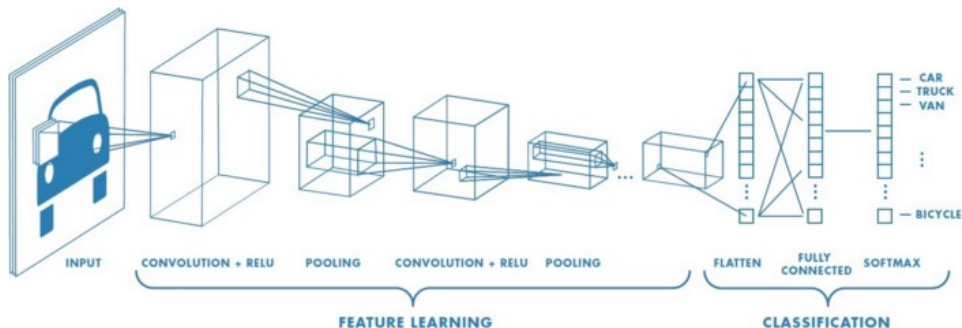 CAR
TRUCK
VAN
BICYCLE
INPUT
CONVOLUTION + RELU
POOLING
CONVOLUTION + RELU
POOLING
FLATTEN
FULLY
CONNECTED
SOFTMAX
FEATURE LEARNING
CLASSIFICATION